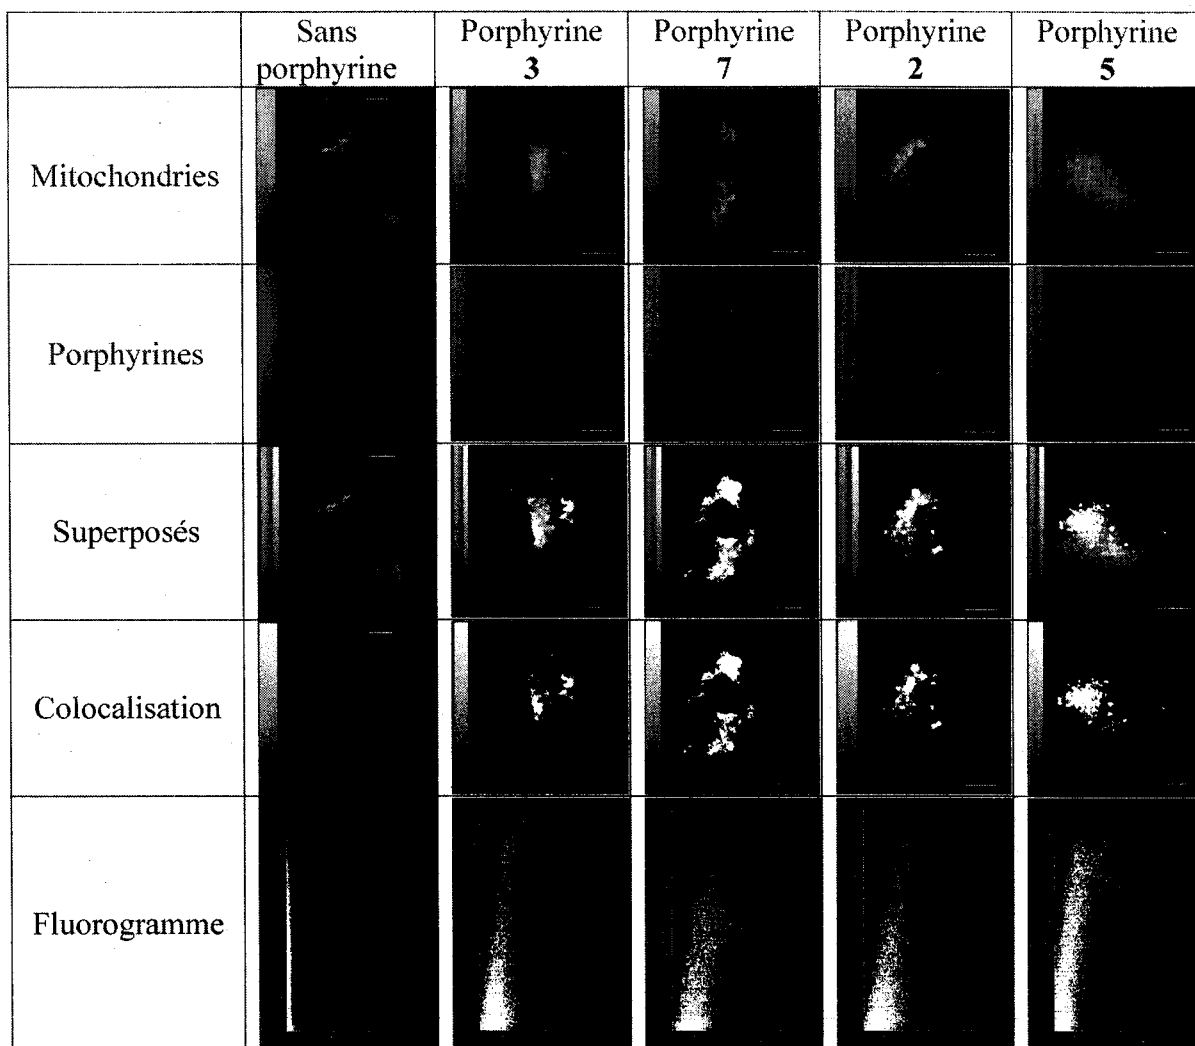 Sans porphyrine
Porphyrine 3
Porphyrine 7
Porphyrine 2
Porphyrine 5
Mitochondries
Porphyrines
Superposés
Colocalisation
Fluorogramme